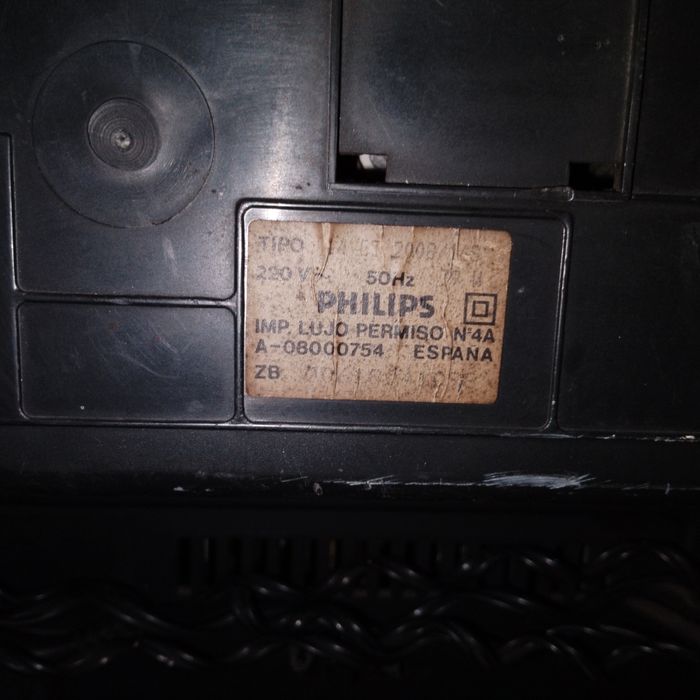 TIPO
220 V~ 50Hz
PHILIPS
IMP. LUJO PERMISO Nº4A
A-08000754 ESPAÑA
ZB